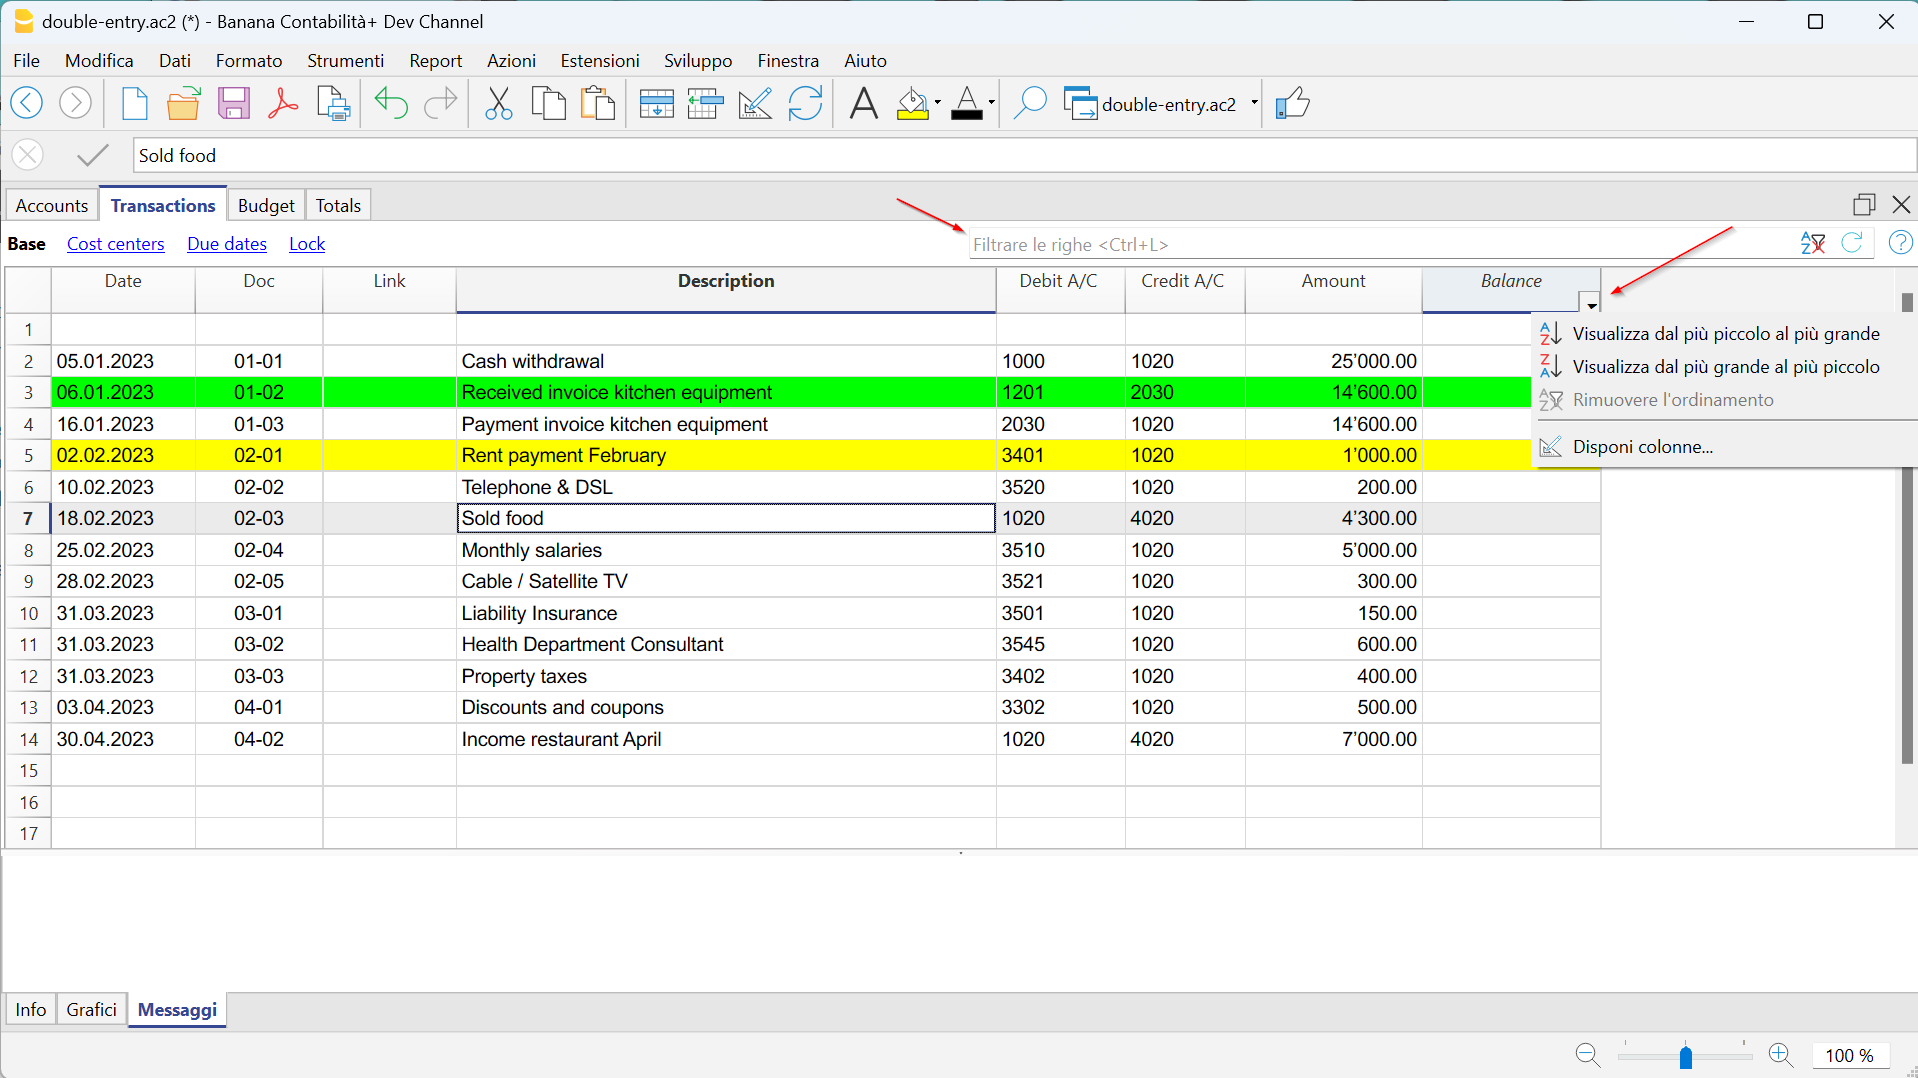 double-entry.ac2 (*) - Banana Contabilità+ Dev Channel
File Modifica Dati Formato Strumenti Report Azioni Estensioni Sviluppo Finestra Aiuto
double-entry.ac2
Sold food
Accounts Transactions Budget Totals
Base Cost centers Due dates Lock Filtrare le righe <Ctrl+L>
Date Doc Link Description Debit A/C Credit A/C Amount Balance
1
Visualizza dal più piccolo al più grande
2 05.01.2023 01-01 Cash withdrawal 1000 1020 25’000.00
Visualizza dal più grande al più piccolo
3 06.01.2023 01-02 Received invoice kitchen equipment 1201 2030 14’600.00
Rimuovere l'ordinamento
4 16.01.2023 01-03 Payment invoice kitchen equipment 2030 1020 14’600.00
Disponi colonne...
5 02.02.2023 02-01 Rent payment February 3401 1020 1’000.00
6 10.02.2023 02-02 Telephone & DSL 3520 1020 200.00
7 18.02.2023 02-03 Sold food 1020 4020 4’300.00
8 25.02.2023 02-04 Monthly salaries 3510 1020 5’000.00
9 28.02.2023 02-05 Cable / Satellite TV 3521 1020 300.00
10 31.03.2023 03-01 Liability Insurance 3501 1020 150.00
11 31.03.2023 03-02 Health Department Consultant 3545 1020 600.00
12 31.03.2023 03-03 Property taxes 3402 1020 400.00
13 03.04.2023 04-01 Discounts and coupons 3302 1020 500.00
14 30.04.2023 04-02 Income restaurant April 1020 4020 7’000.00
15
16
17
Info Grafici Messaggi
100 %